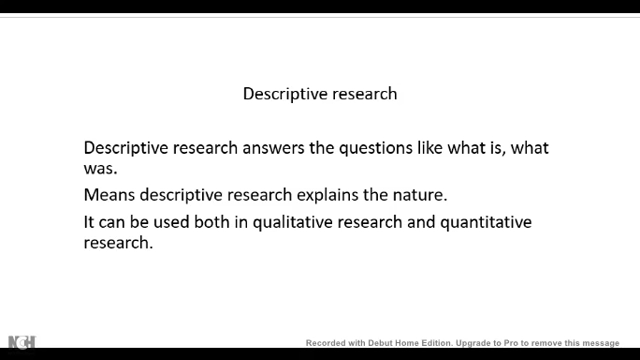 Descriptive research
Descriptive research answers the questions like what is, what
was.
Means descriptive research explains the nature.
It can be used both in qualitative research and quantitative
research.
NCH
Recorded with Debut Home Edition. Upgrade to Pro to remove this message